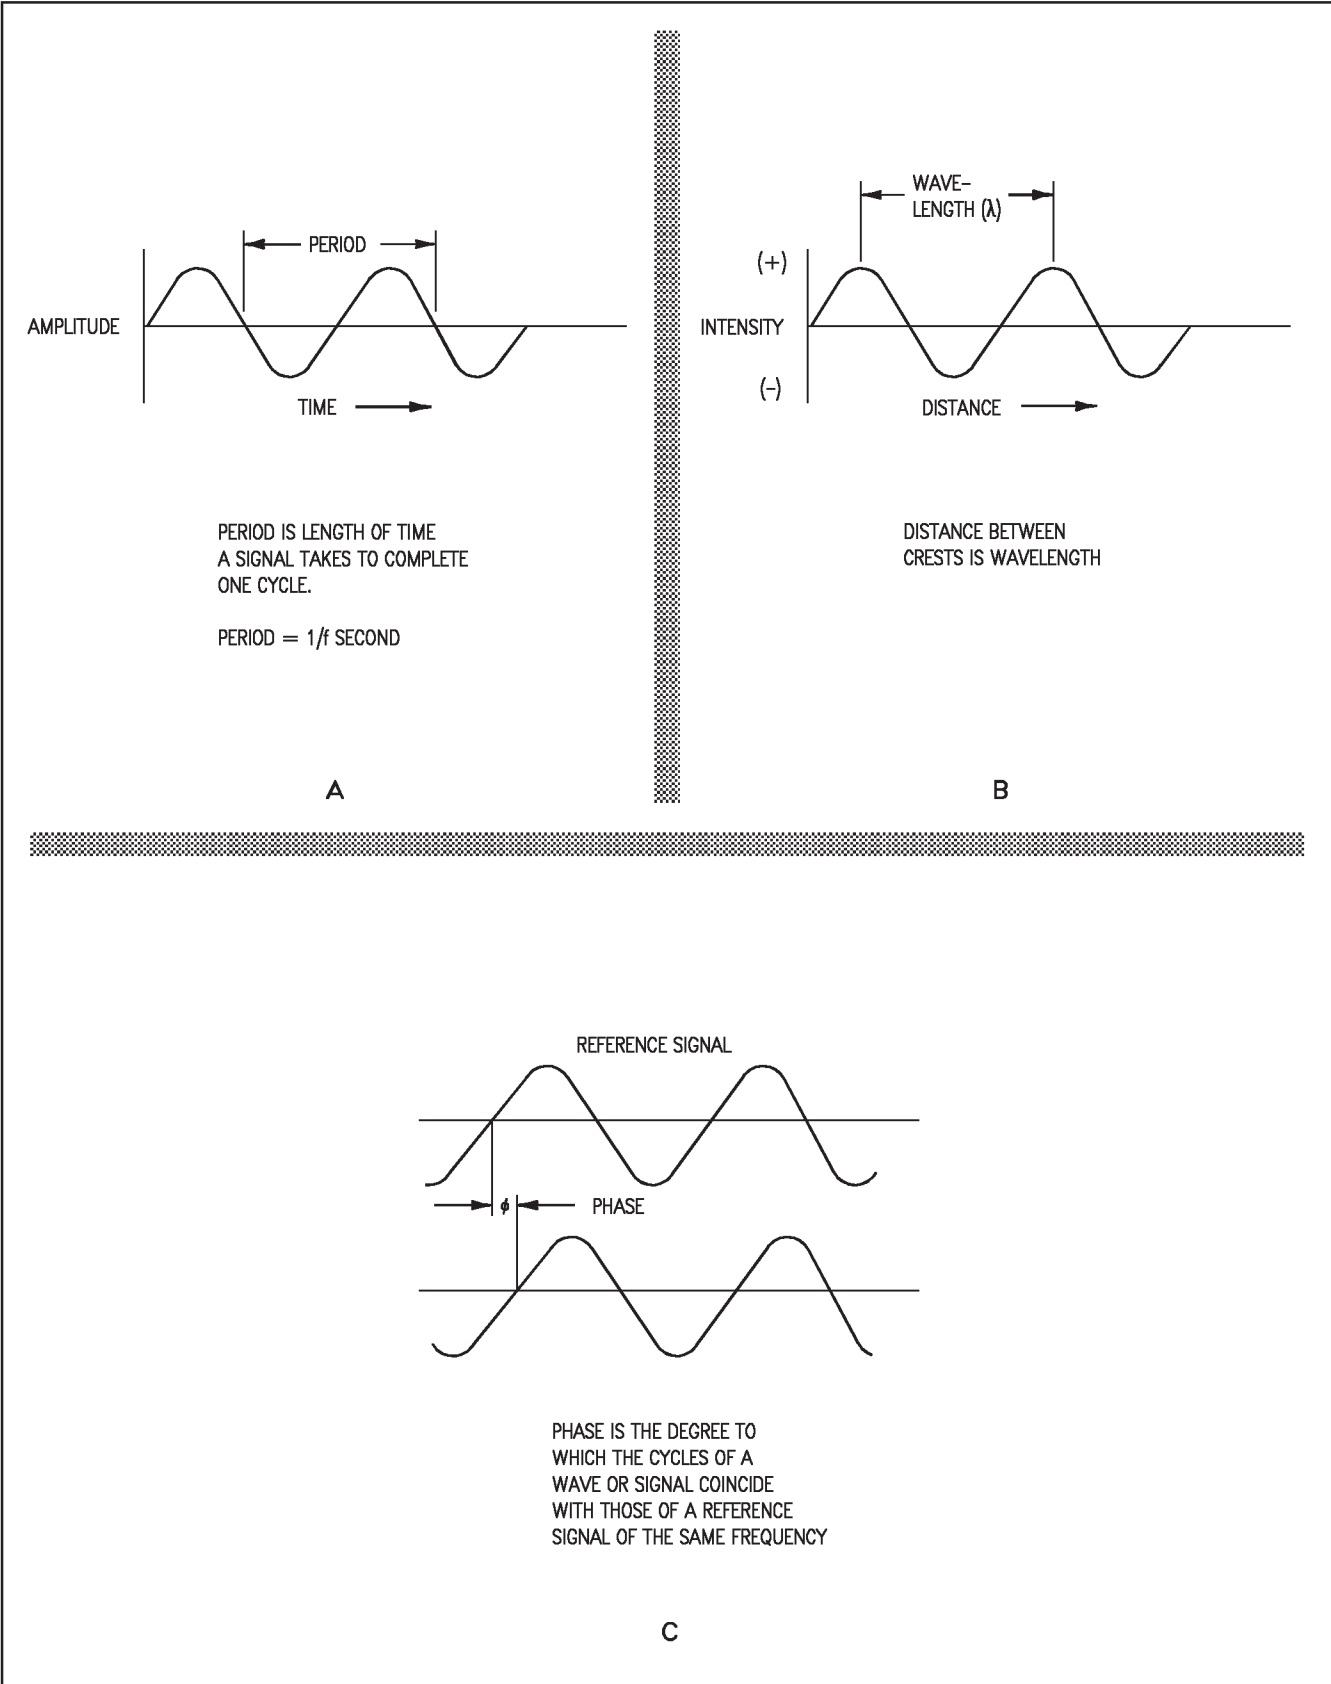 PERIOD
AMPLITUDE
TIME
PERIOD IS LENGTH OF TIME
A SIGNAL TAKES TO COMPLETE
ONE CYCLE.
PERIOD = 1/f SECOND
A
WAVE-
LENGTH (λ)
(+)
INTENSITY
(-)
DISTANCE
DISTANCE BETWEEN
CRESTS IS WAVELENGTH
B
REFERENCE SIGNAL
ϕ PHASE
PHASE IS THE DEGREE TO
WHICH THE CYCLES OF A
WAVE OR SIGNAL COINCIDE
WITH THOSE OF A REFERENCE
SIGNAL OF THE SAME FREQUENCY
C